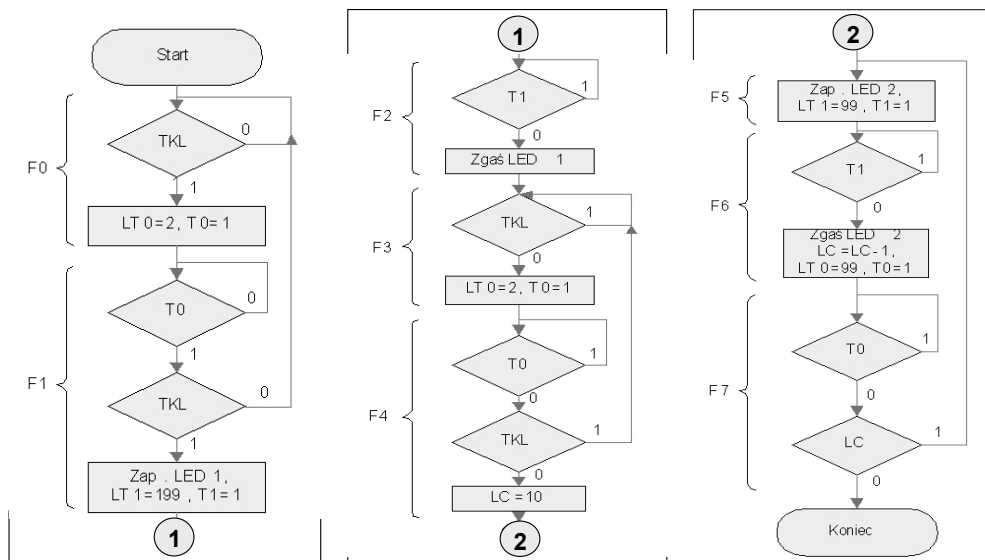 Start
F0
TKL
0
1
LT 0=2, T0=1
F1
T0
0
1
TKL
0
1
Zap . LED 1,
LT 1=199 , T1=1
1
1
F2
T1
1
0
Zgaś LED 1
F3
TKL
1
0
LT 0=2, T0=1
F4
T0
1
0
TKL
1
0
LC =10
2
2
F5
Zap . LED 2,
LT 1=99 , T1=1
F6
T1
1
0
Zgaś LED 2
LC =LC-1,
LT 0=99 , T0=1
F7
T0
1
0
LC
1
0
Koniec